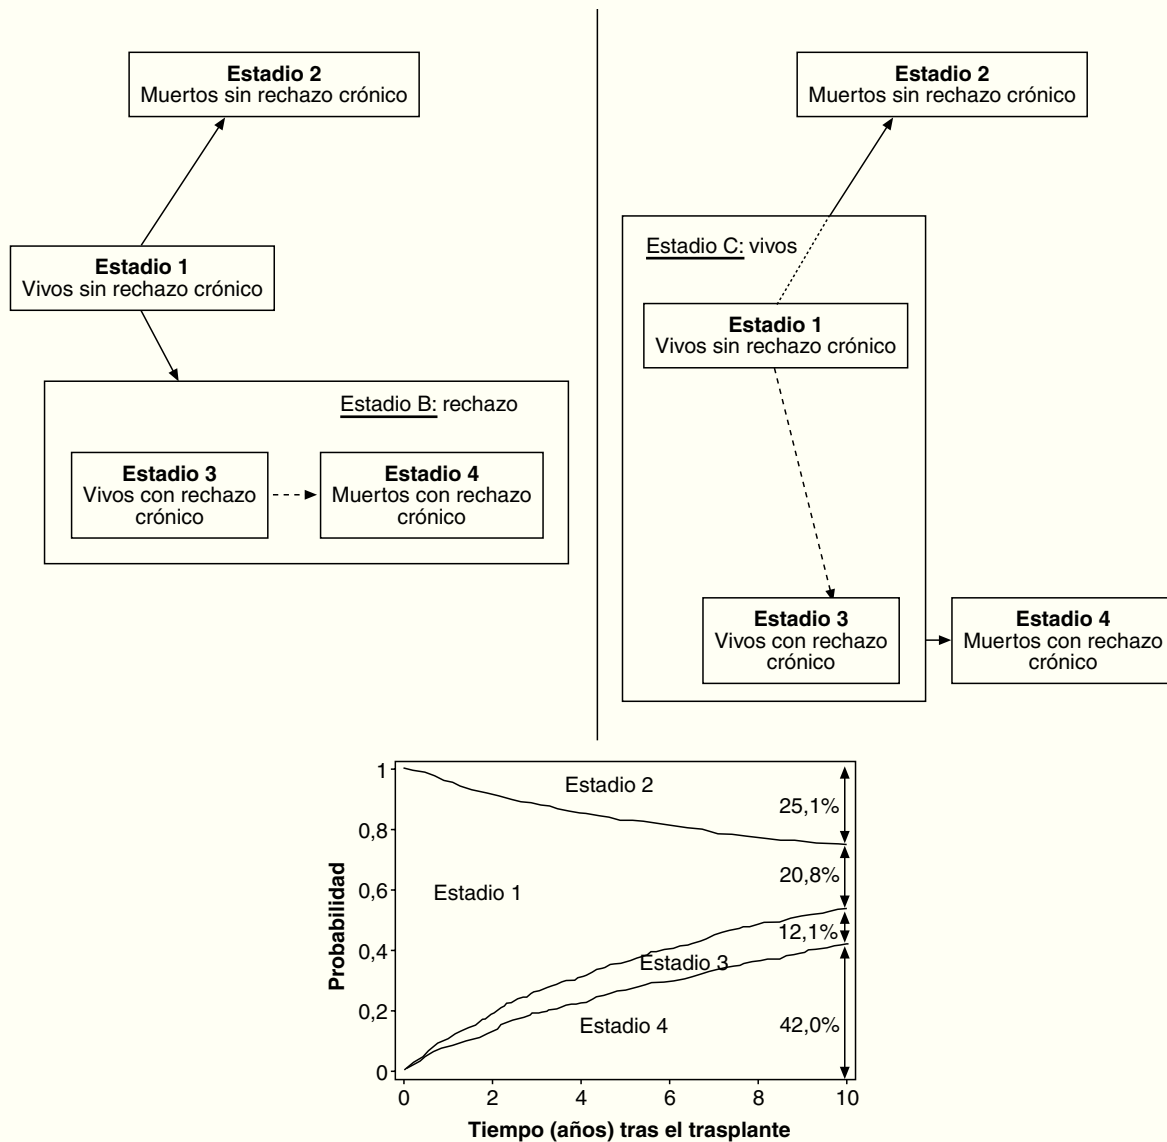 Estadio 2
Muertos sin rechazo crónico
Estadio 1
Vivos sin rechazo crónico
Estadio B: rechazo
Estadio 3
Vivos con rechazo
crónico
Estadio 4
Muertos con rechazo
crónico
Estadio 2
Muertos sin rechazo crónico
Estadio C: vivos
Estadio 1
Vivos sin rechazo crónico
Estadio 3
Vivos con rechazo
crónico
Estadio 4
Muertos con rechazo
crónico
Probabilidad
1
0,8
0,6
0,4
0,2
0
Estadio 2
Estadio 1
Estadio 3
Estadio 4
25,1%
20,8%
12,1%
42,0%
0 2 4 6 8 10
Tiempo (años) tras el trasplante